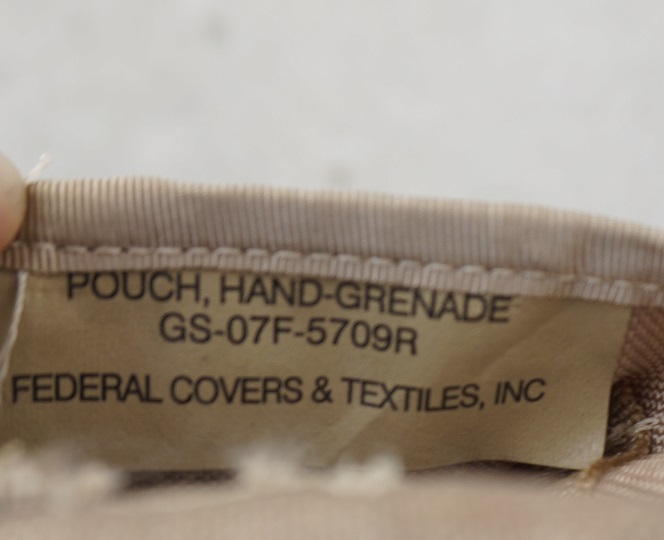 POUCH, HAND-GRENADE
GS-07F-5709R
FEDERAL COVERS & TEXTILES, INC